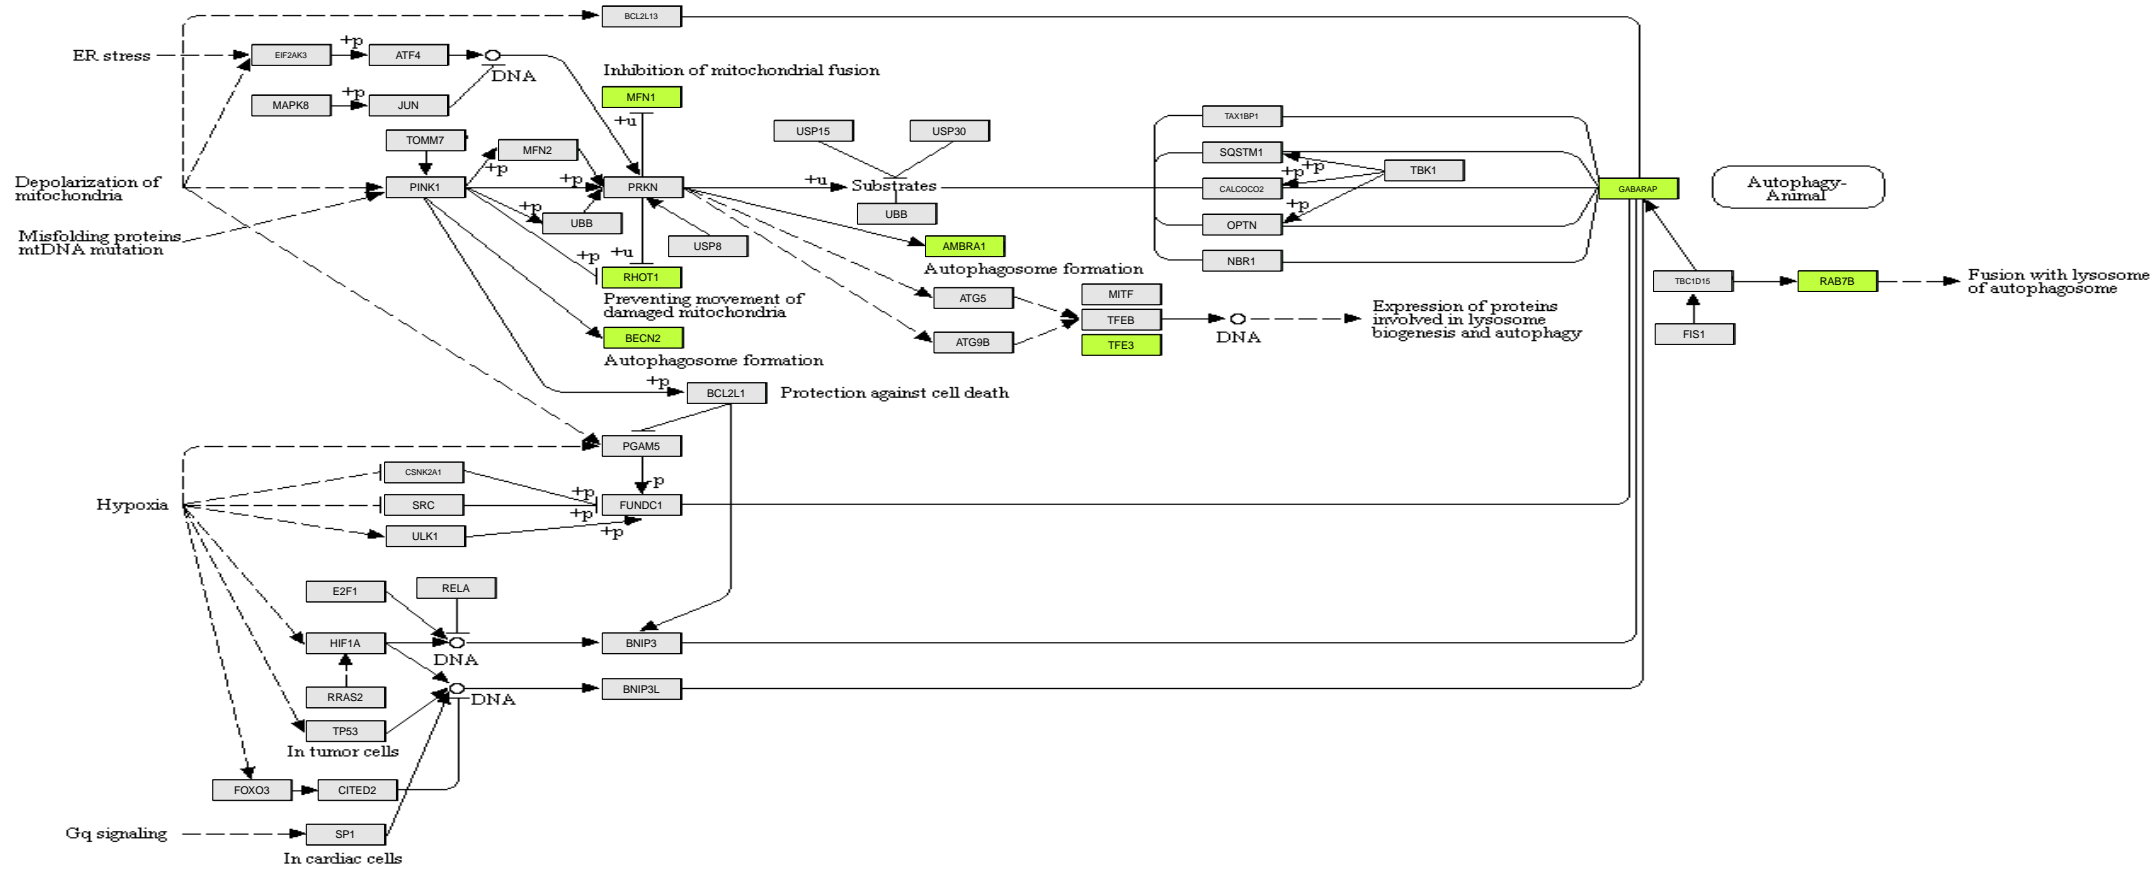 BCL2L13
ER stress
EIF2AK3
+p
ATF4
DNA
MAPK8
+p
JUN
Inhibition of mitochondrial fusion
MFN1
+u
TOMM7
MFN2
+p
Depolarization of
mitochondria
PINK1
+p
PRKN
+p
UBB
USP8
Misfolding proteins
mtDNA mutation
+p
+u
RHOT1
Preventing movement of
damaged mitochondria
BECN2
Autophagosome formation
USP15
USP30
+u
Substrates
UBB
AMBRA1
Autophagosome formation
ATG5
ATG9B
MITF
TFEB
TFE3
DNA
Expression of proteins
involved in lysosome
biogenesis and autophagy
TAX1BP1
SQSTM1
CALCOCO2
OPTN
NBR1
+p
+p
+p
TBK1
GABARAP
Autophagy-
Animal
TBC1D15
RAB7B
Fusion with lysosome
of autophagosome
FIS1
+p
BCL2L1
Protection against cell death
PGAM5
-p
Hypoxia
CSNK2A1
SRC
ULK1
+p
+p
+p
FUNDC1
E2F1
RELA
HIF1A
DNA
BNIP3
RRAS2
DNA
BNIP3L
TP53
In tumor cells
FOXO3
CITED2
Gq signaling
SP1
In cardiac cells